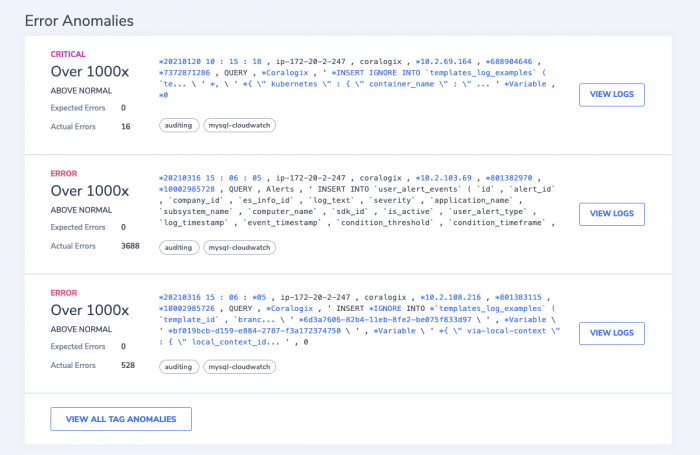 Error Anomalies
CRITICAL
Over 1000x
ABOVE NORMAL
Expected Errors 0
Actual Errors 16
*20210120 10 : 15 : 18 , ip-172-20-2-247 , coralogix , *10.2.69.164 , *688904646 ,
*7372871286 , QUERY , *Coralogix , ' *INSERT IGNORE INTO `templates_log_examples` (
`te... \ ' *, \ ' *{ \" kubernetes \" : { \" container_name \" : \" ... ' *Variable ,
*0
auditing mysql-cloudwatch
VIEW LOGS
ERROR
Over 1000x
ABOVE NORMAL
Expected Errors 0
Actual Errors 3688
*20210316 15 : 06 : 05 , ip-172-20-2-247 , coralogix , *10.2.103.69 , *801382970 ,
*10002985728 , QUERY , Alerts , ' INSERT INTO `user_alert_events` ( `id` , `alert_id`
, `company_id` , `es_info_id` , `log_text` , `severity` , `application_name` ,
`subsystem_name` , `computer_name` , `sdk_id` , `is_active` , `user_alert_type` ,
`log_timestamp` , `event_timestamp` , `condition_threshold` , `condition_timeframe` ,
auditing mysql-cloudwatch
VIEW LOGS
ERROR
Over 1000x
ABOVE NORMAL
Expected Errors 0
Actual Errors 528
*20210316 15 : 06 : *05 , ip-172-20-2-247 , coralogix , *10.2.108.216 , *801383115 ,
*10002985726 , QUERY , Coralogix , ' INSERT *IGNORE INTO *`templates_log_examples` (
`template_id` , `branc... \ ' *6d3a7606-82b4-11eb-8fe2-be075f833d97 \ ' , *Variable \
' *bf019bcb-d159-e884-2787-f3a172374750 \ ' , *Variable \ ' *{ \" via-local-context \"
: { \" local_context_id... ' , 0
auditing mysql-cloudwatch
VIEW LOGS
VIEW ALL TAG ANOMALIES